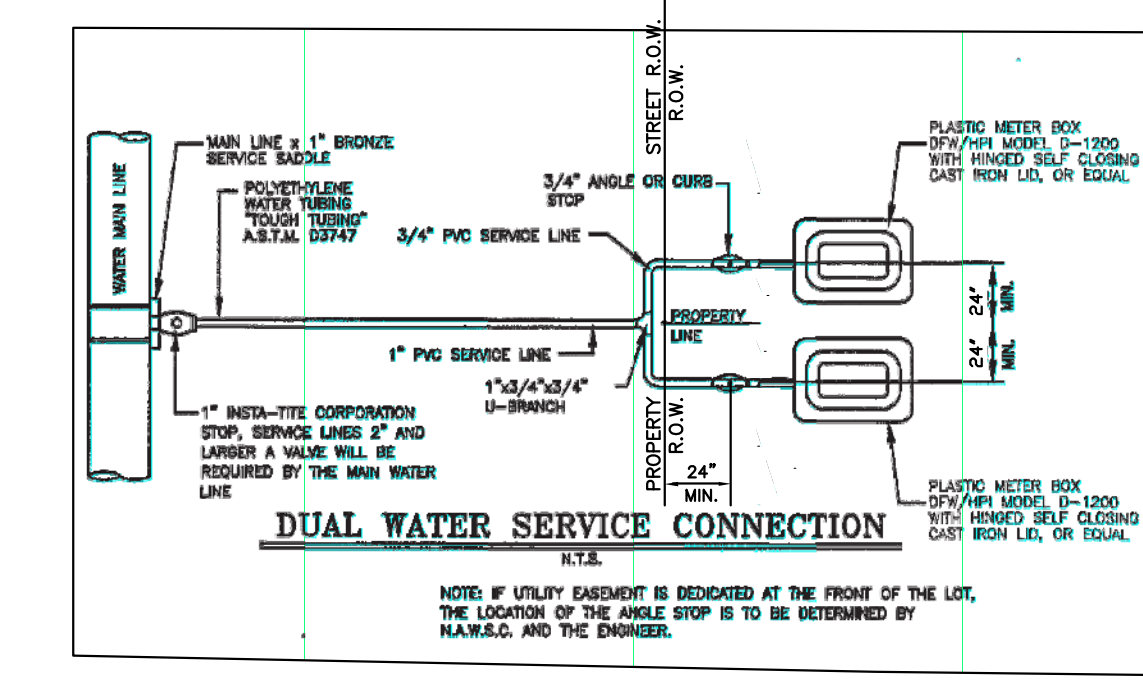 STREET R.O.W.
R.O.W.
MAIN LINE x 1" BRONZE
SERVICE SADDLE
WATER MAIN LINE
POLYETHYLENE
WATER TUBING
"TOUGH TUBING"
A.S.T.M. D3747
3/4" ANGLE OR CURB
STOP
3/4" PVC SERVICE LINE
PLASTIC METER BOX
DFW/HPI MODEL D-1200
WITH HINGED SELF CLOSING
CAST IRON LID, OR EQUAL
24"
MIN.
24"
MIN.
PROPERTY
LINE
1" PVC SERVICE LINE
1"x3/4"x3/4"
U-BRANCH
1" INSTA-TITE CORPORATION
STOP, SERVICE LINES 2" AND
LARGER A VALVE WILL BE
REQUIRED BY THE MAIN WATER
LINE
PROPERTY
R.O.W.
24"
MIN.
PLASTIC METER BOX
DFW/HPI MODEL D-1200
WITH HINGED SELF CLOSING
CAST IRON LID, OR EQUAL
DUAL WATER SERVICE CONNECTION
N.T.S.
NOTE: IF UTILITY EASEMENT IS DEDICATED AT THE FRONT OF THE LOT,
THE LOCATION OF THE ANGLE STOP IS TO BE DETERMINED BY
N.A.W.S.C. AND THE ENGINEER.